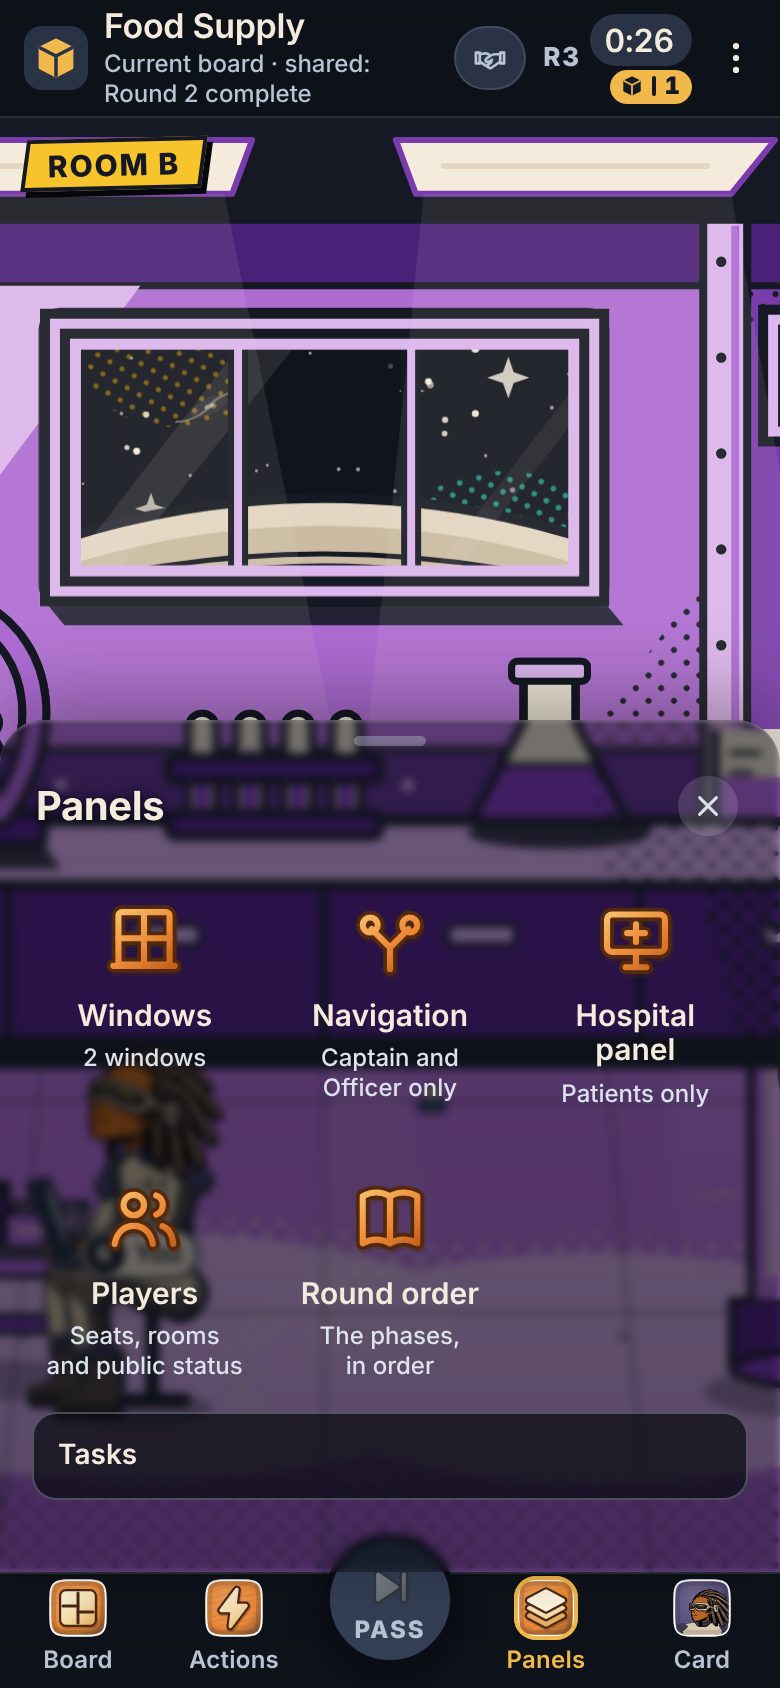 Food Supply
Current board · shared:
Round 2 complete
R3
0:26
1
ROOM B
Panels
Windows
2 windows
Navigation
Captain and
Officer only
Hospital
panel
Patients only
Players
Seats, rooms
and public status
Round order
The phases,
in order
Tasks
Board
Actions
PASS
Panels
Card